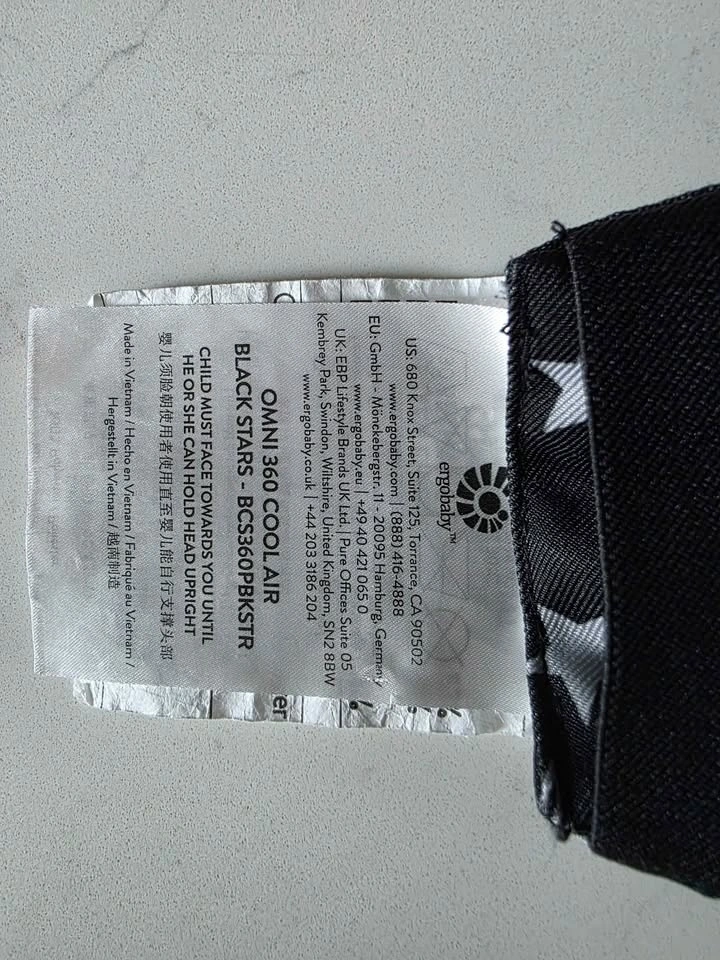 ergobaby™
US: 680 Knox Street, Suite 125, Torrance, CA 90502
www.ergobaby.com | (888) 416-4888
EU: GmbH - Mönckebergstr. 11 - 20095 Hamburg, Germany
www.ergobaby.eu | +49 40 421 065 0
UK: EBP Lifestyle Brands UK Ltd. | Pure Offices Suite 05
Kembrey Park, Swindon, Wiltshire, United Kingdom, SN2 8BW
www.ergobaby.co.uk | +44 203 3186 204
OMNI 360 COOL AIR
BLACK STARS - BCS360PBKSTR
CHILD MUST FACE TOWARDS YOU UNTIL
HE OR SHE CAN HOLD HEAD UPRIGHT
婴儿须脸朝使用者使用直至婴儿能自行支撑头部
Made in Vietnam / Hecho en Vietnam / Fabriqué au Vietnam /
Hergestellt in Vietnam / 越南制造
er